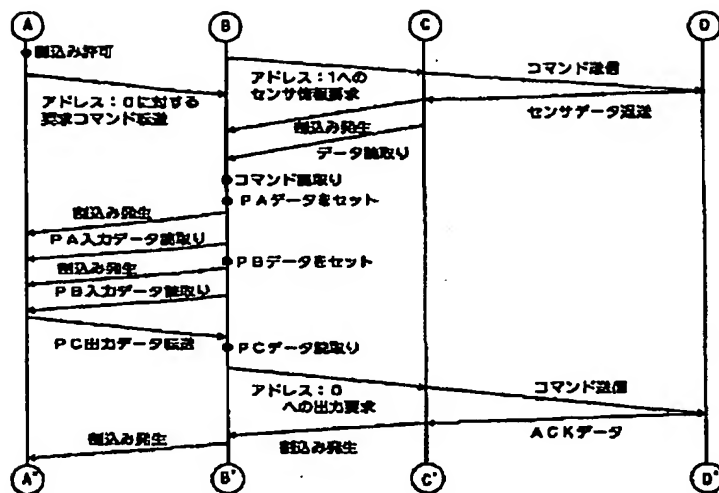 A B C D
割込み許可
アドレス：0に対する
要求コマンド転送
アドレス：1への
センサ情報要求
コマンド送信
センサデータ返送
割込み発生
データ読取り
コマンド読取り
PAデータをセット
割込み発生
PA入力データ読取り
PBデータをセット
割込み発生
PB入力データ読取り
PC出力データ転送
PCデータ読取り
アドレス：0
への出力要求
コマンド送信
ACKデータ
割込み発生
割込み発生
A' B' C' D'